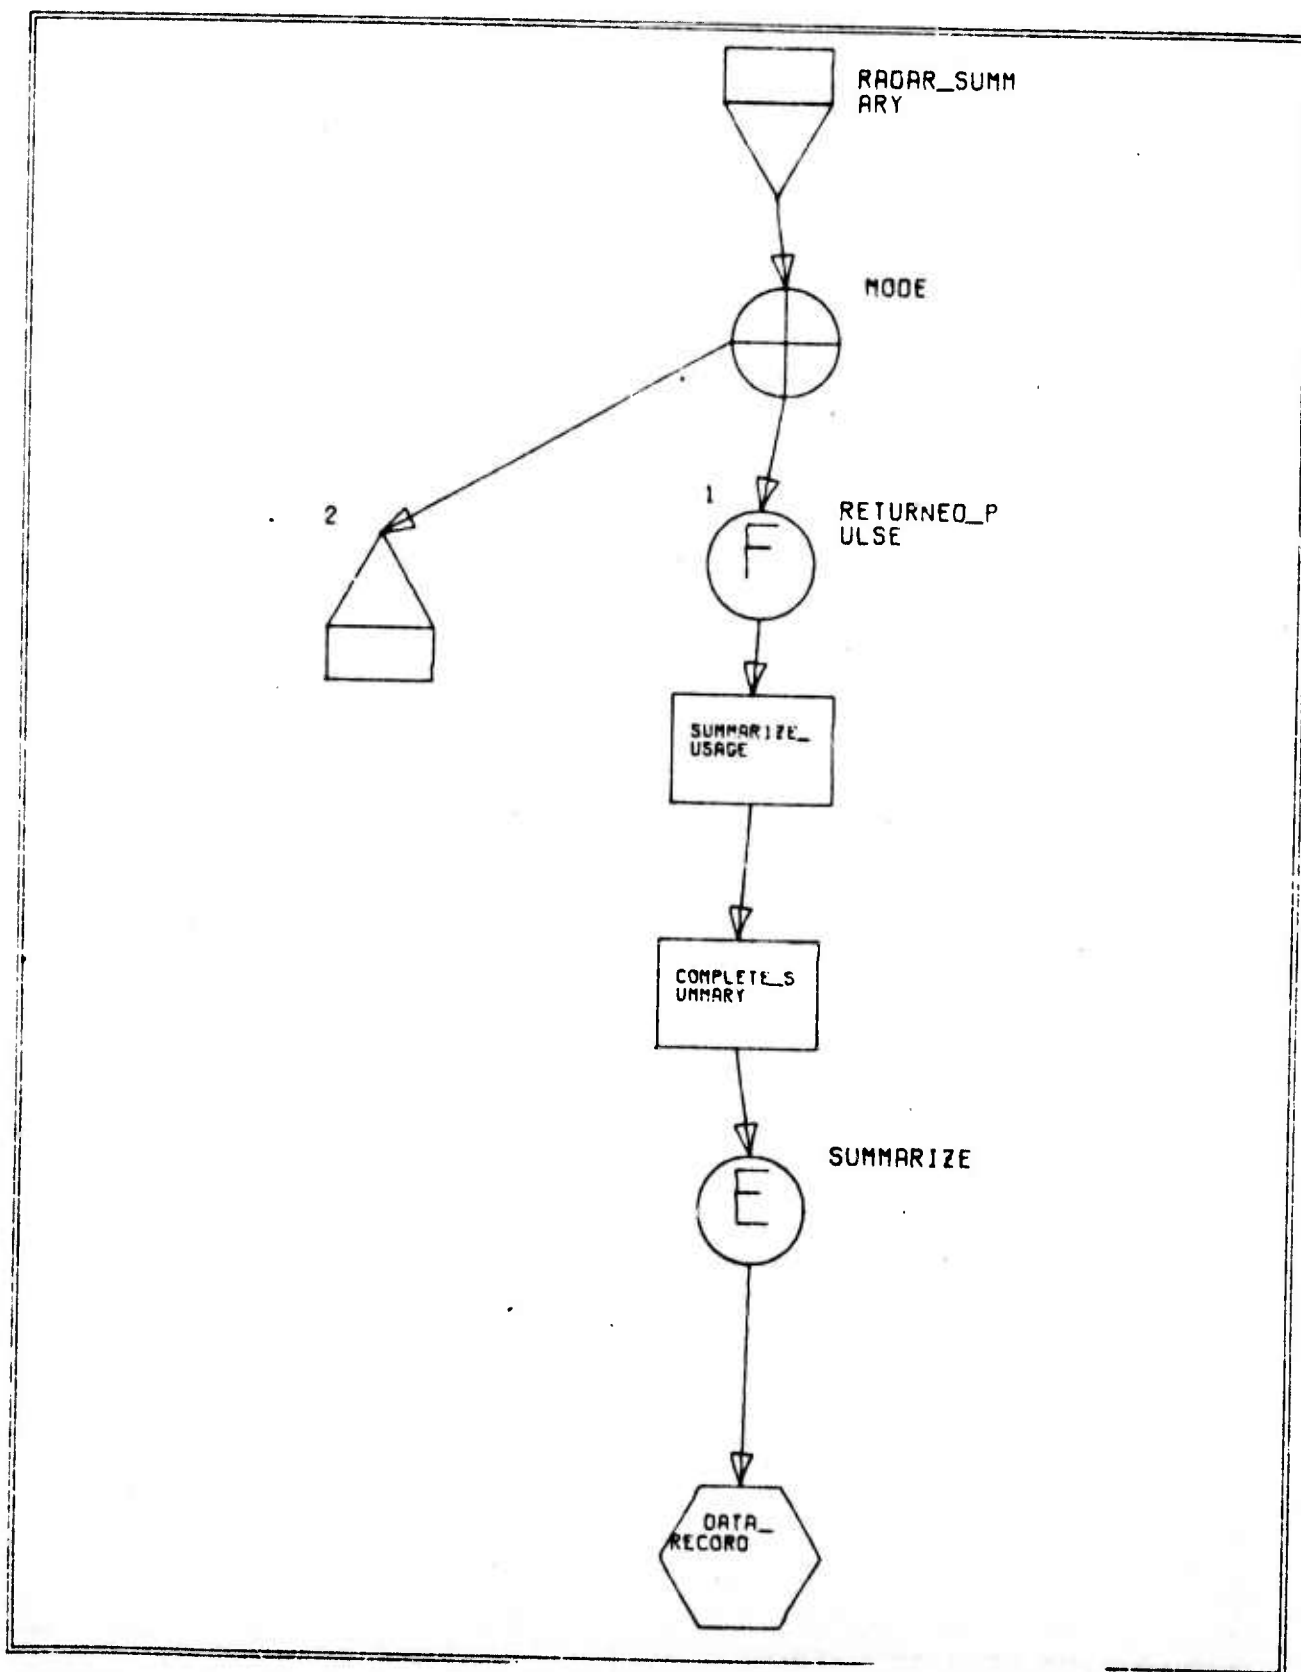 RADAR_SUMM
ARY
MODE
2
1
RETURNED_P
ULSE
F
SUMMARIZE_
USAGE
COMPLETE_S
UMMARY
SUMMARIZE
E
DATA_
RECORD